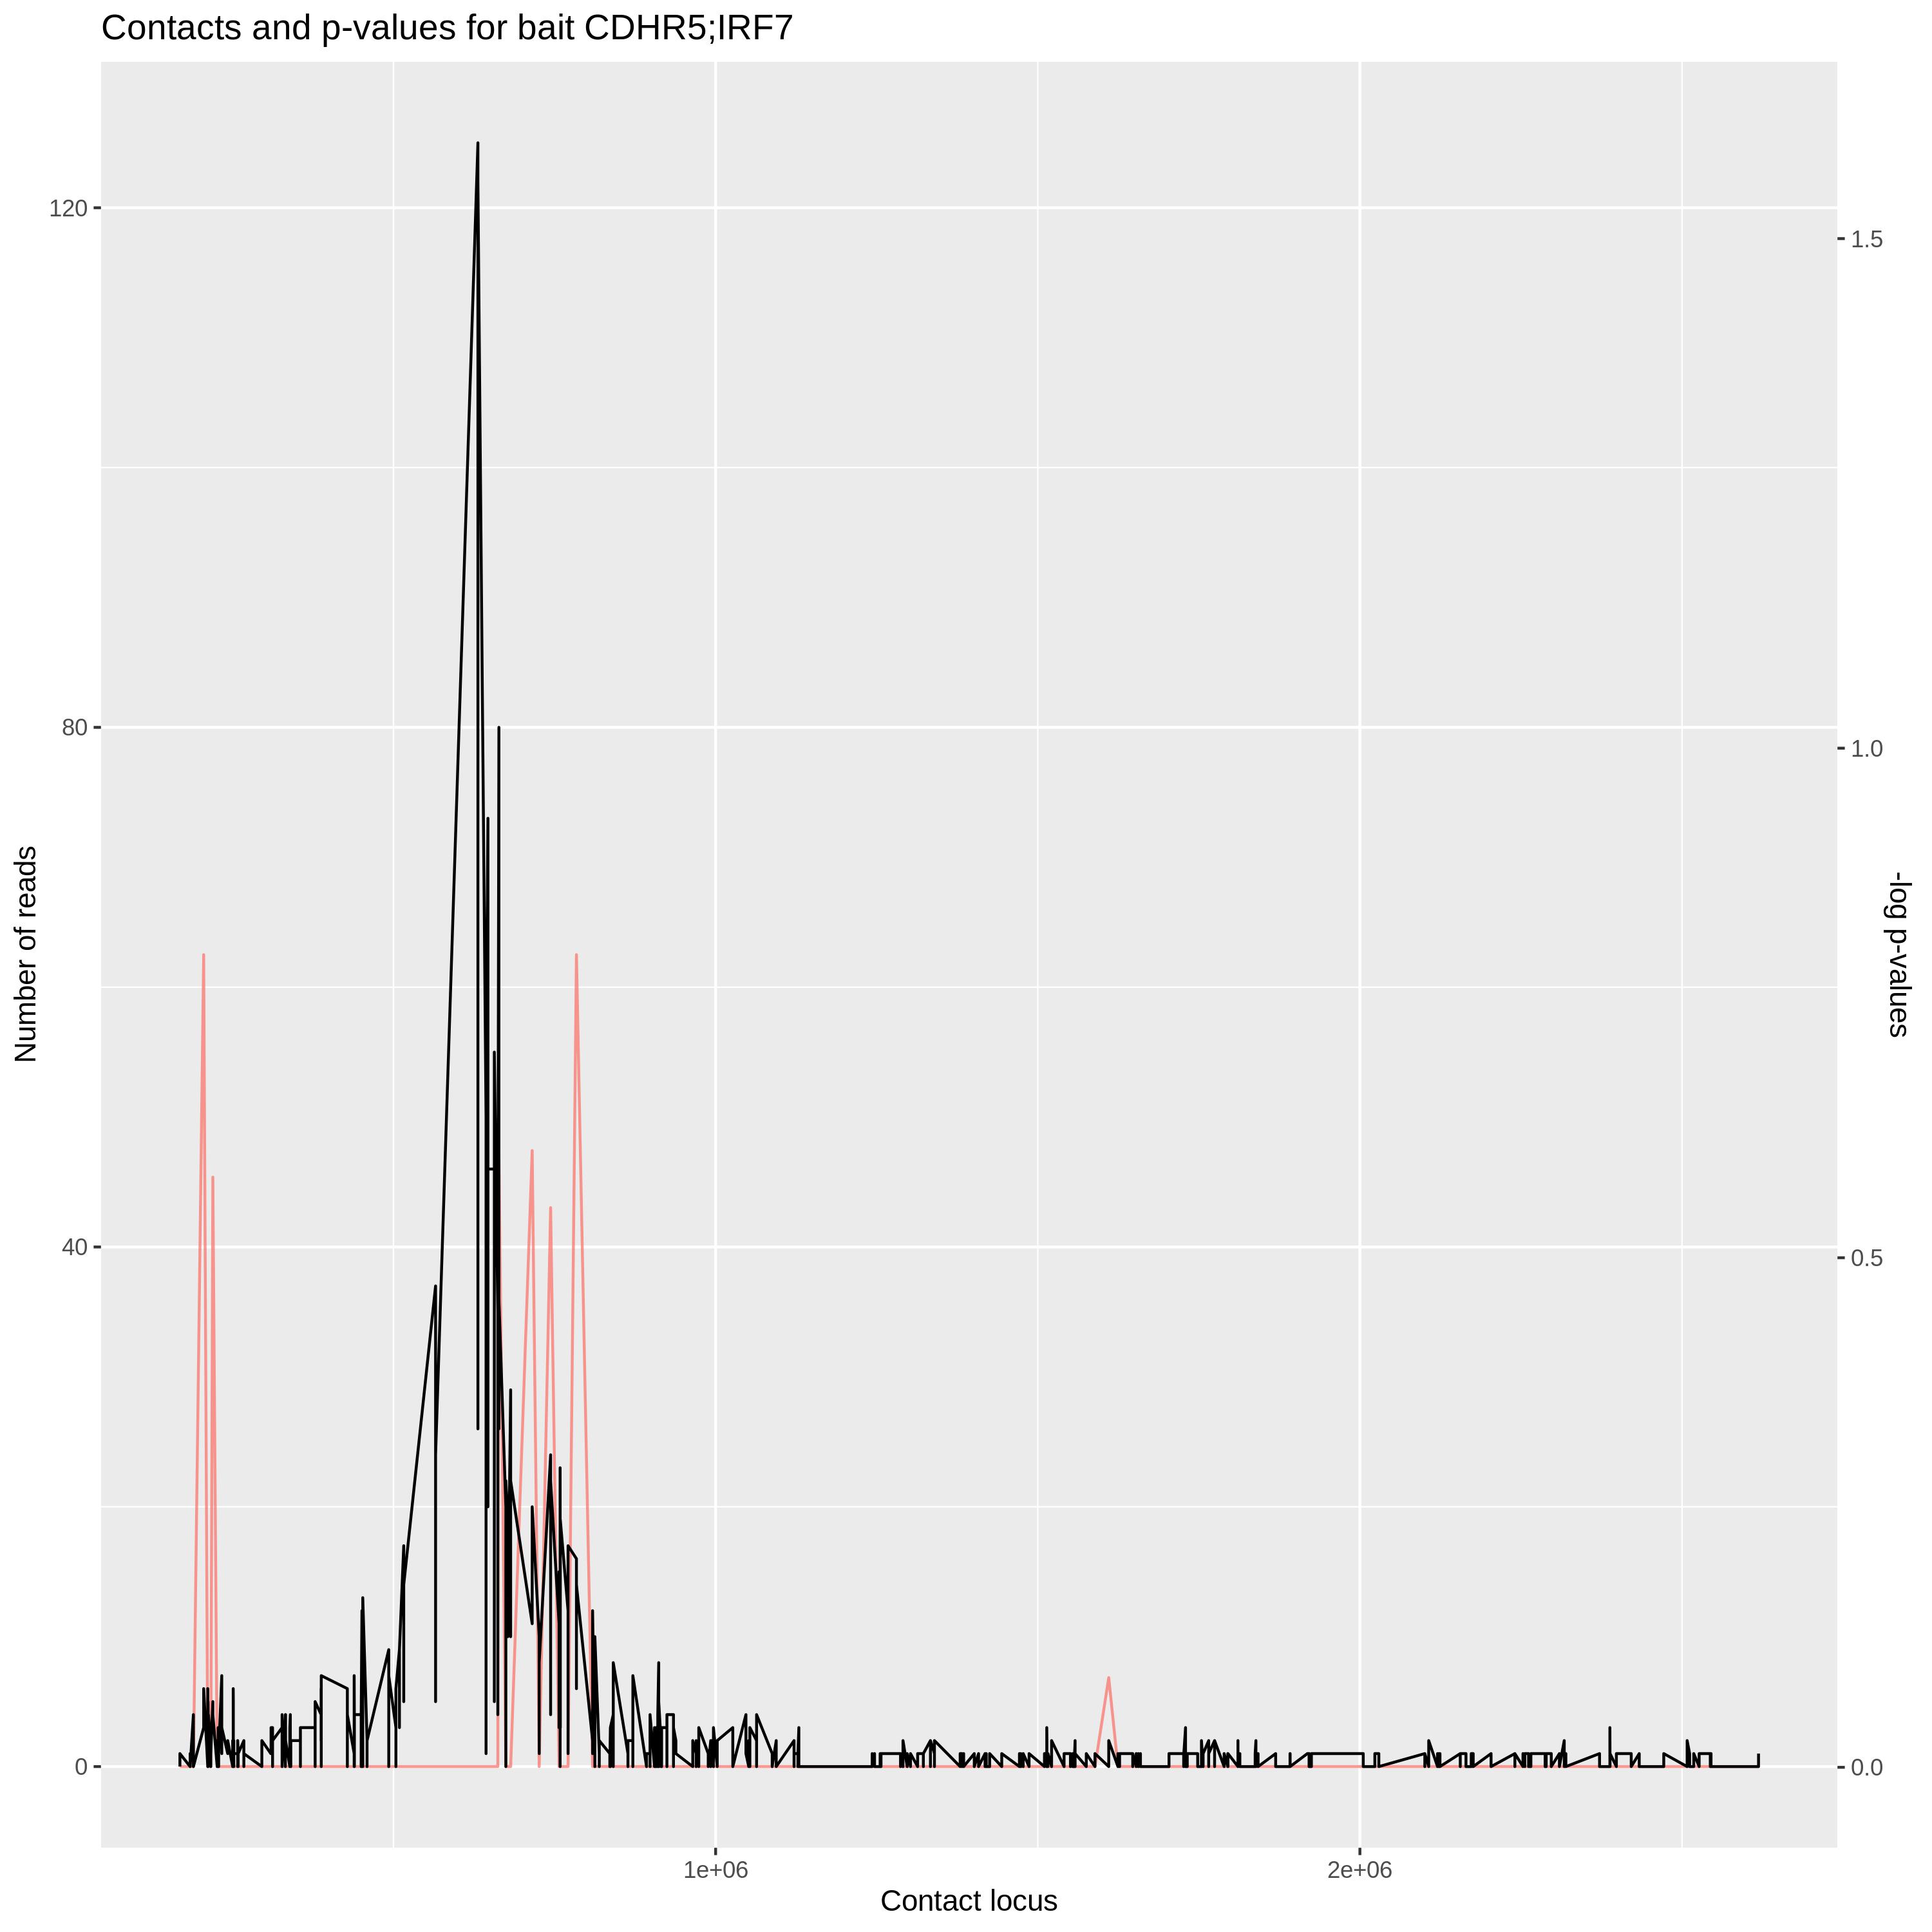 Contacts and p-values for bait CDHR5;IRF7
120
80
40
0
Number of reads
1.5
1.0
0.5
0.0
-log p-values
1e+06
2e+06
Contact locus